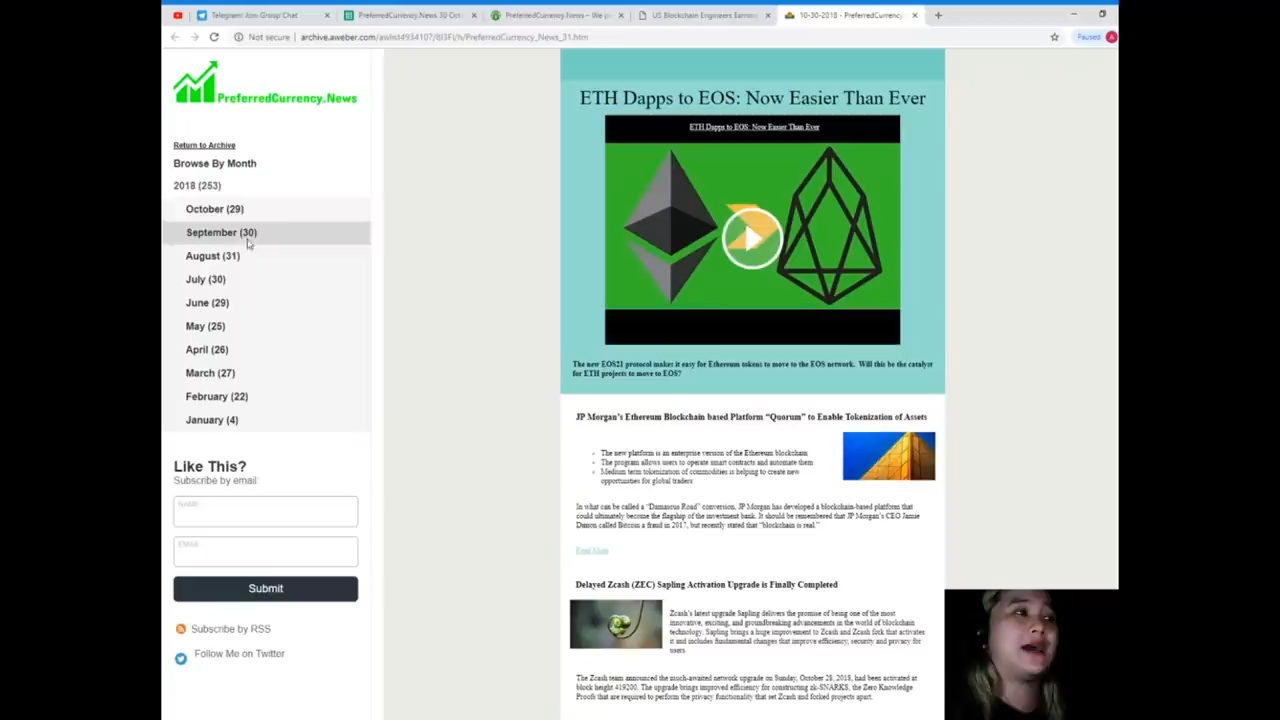 Telegram: Join Group Chat
PreferredCurrency.News 30 Oct
PreferredCurrency.News – We p
US Blockchain Engineers Earning
10-30-2018 - PreferredCurrency
Not secure
archive.aweber.com/awlist4934107/
/h/PreferredCurrency_News_31.htm
Paused
A
PreferredCurrency.News
Return to Archive
Browse By Month
2018 (253)
October (29)
September (30)
August (31)
July (30)
June (29)
May (25)
April (26)
March (27)
February (22)
January (4)
Like This?
Subscribe by email:
NAME
EMAIL
Submit
Subscribe by RSS
Follow Me on Twitter
ETH Dapps to EOS: Now Easier Than Ever
ETH Dapps to EOS: Now Easier Than Ever
The new EOS21 protocol makes it easy for Ethereum tokens to move to the EOS network. Will this be the catalyst
for ETH projects to move to EOS?
JP Morgan's Ethereum Blockchain based Platform “Quorum” to Enable Tokenization of Assets
The new platform is an enterprise version of the Ethereum blockchain
The program allows users to operate smart contracts and automate them
Medium term tokenization of commodities is helping to create new
opportunities for global traders
In what can be called a “Damascus Road” conversion, JP Morgan has developed a blockchain-based platform that
could ultimately become the flagship of the investment bank. It should be remembered that JP Morgan's CEO Jamie
Dimon called Bitcoin a fraud in 2017, but recently stated that “blockchain is real.”
Read More
Delayed Zcash (ZEC) Sapling Activation Upgrade is Finally Completed
Zcash's latest upgrade Sapling delivers the promise of being one of the most
innovative, exciting, and groundbreaking advancements in the world of blockchain
technology. Sapling brings a huge improvement to Zcash and Zcash fork that activates
it and includes fundamental changes that improve efficiency, security and privacy for
users.
The Zcash team announced the much-awaited network upgrade on Sunday, October 28, 2018, had been activated at
block height 419200. The upgrade brings improved efficiency for constructing zk-SNARKS, the Zero Knowledge
Proofs that are required to perform the privacy functionality that set Zcash and forked projects apart.